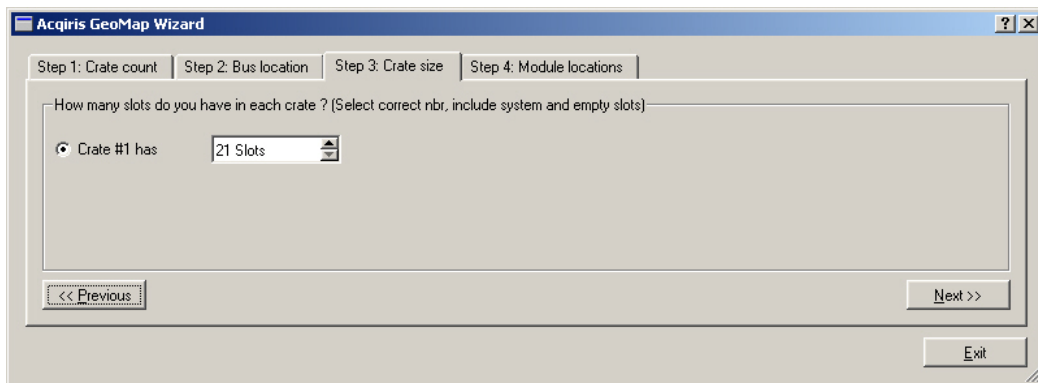 Acqiris GeoMap Wizard
Step 1: Crate count Step 2: Bus location Step 3: Crate size Step 4: Module locations
How many slots do you have in each crate ? (Select correct nbr, include system and empty slots)
Crate #1 has 21 Slots
<< Previous Next >>
Exit